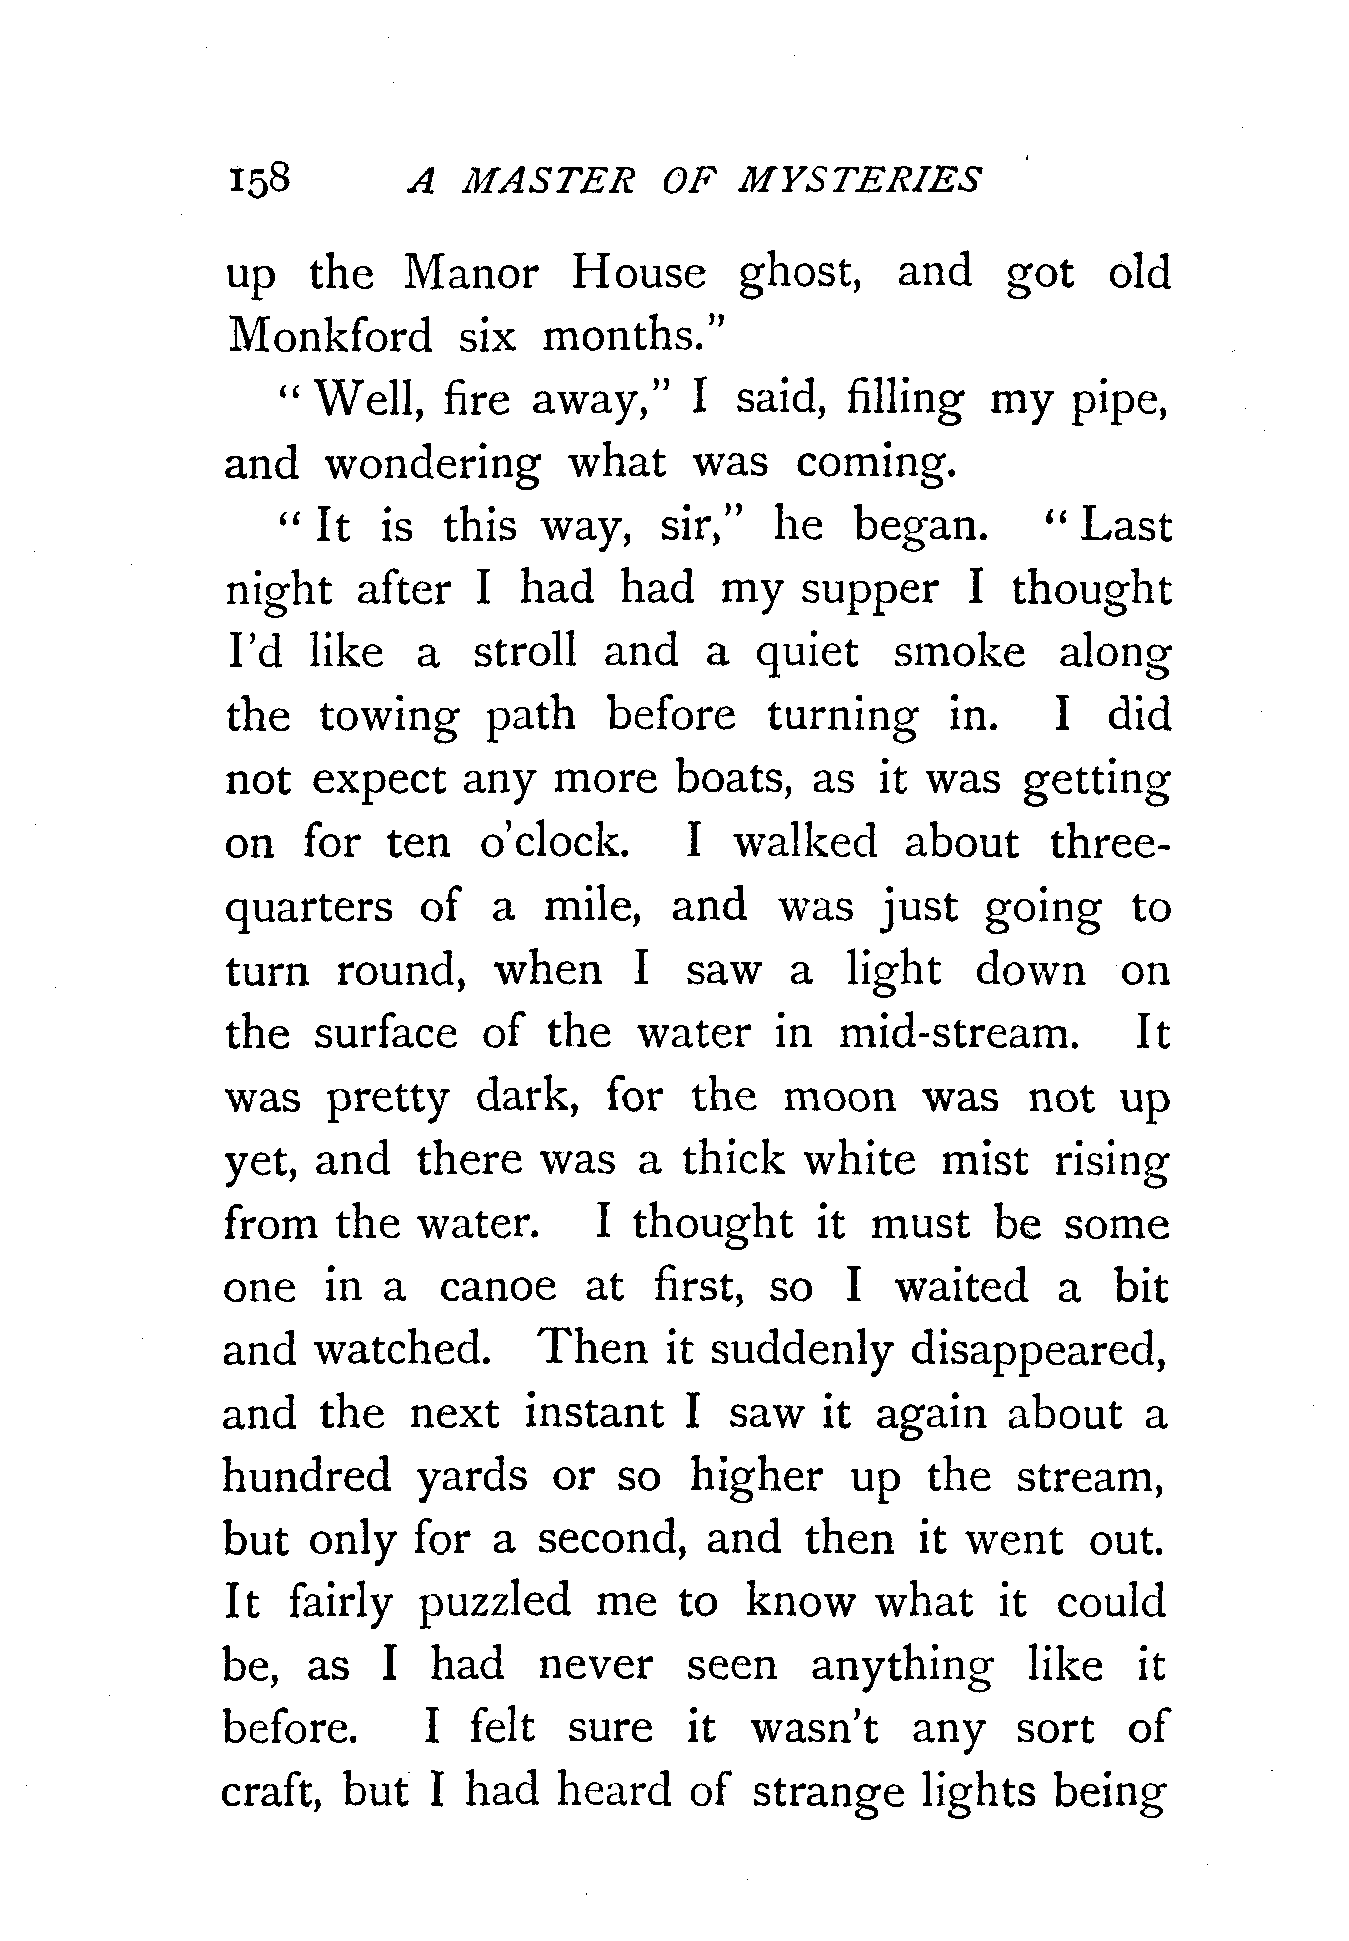 158 A MASTER OF MYSTERIES
up the Manor House ghost, and got old
Monkford six months."
"Well, fire away," I said, filling my pipe,
and wondering what was coming.
"It is this way, sir," he began. "Last
night after I had had my supper I thought
I'd like a stroll and a quiet smoke along
the towing path before turning in. I did
not expect any more boats, as it was getting
on for ten o'clock. I walked about three-
quarters of a mile, and was just going to
turn round, when I saw a light down on
the surface of the water in mid-stream. It
was pretty dark, for the moon was not up
yet, and there was a thick white mist rising
from the water. I thought it must be some
one in a canoe at first, so I waited a bit
and watched. Then it suddenly disappeared,
and the next instant I saw it again about a
hundred yards or so higher up the stream,
but only for a second, and then it went out.
It fairly puzzled me to know what it could
be, as I had never seen anything like it
before. I felt sure it wasn't any sort of
craft, but I had heard of strange lights being